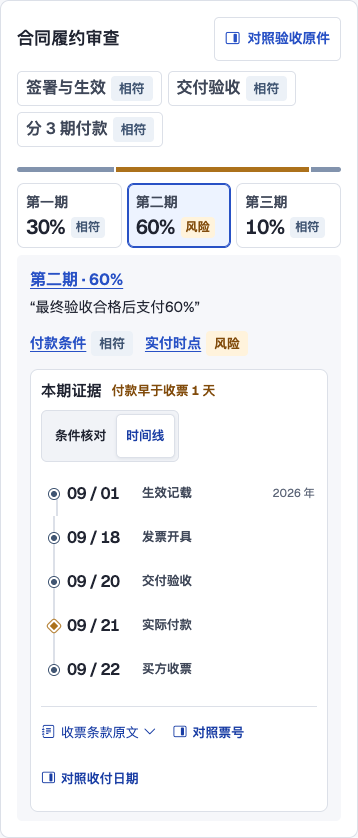 合同履约审查
对照验收原件
签署与生效 相符
交付验收 相符
分 3 期付款 相符
第一期
30% 相符
第二期
60% 风险
第三期
10% 相符
第二期 · 60%
“最终验收合格后支付60%”
付款条件 相符 实付时点 风险
本期证据 付款早于收票 1 天
条件核对 时间线
09 / 01 生效记载 2026 年
09 / 18 发票开具
09 / 20 交付验收
09 / 21 实际付款
09 / 22 买方收票
收票条款原文 对照票号
对照收付日期